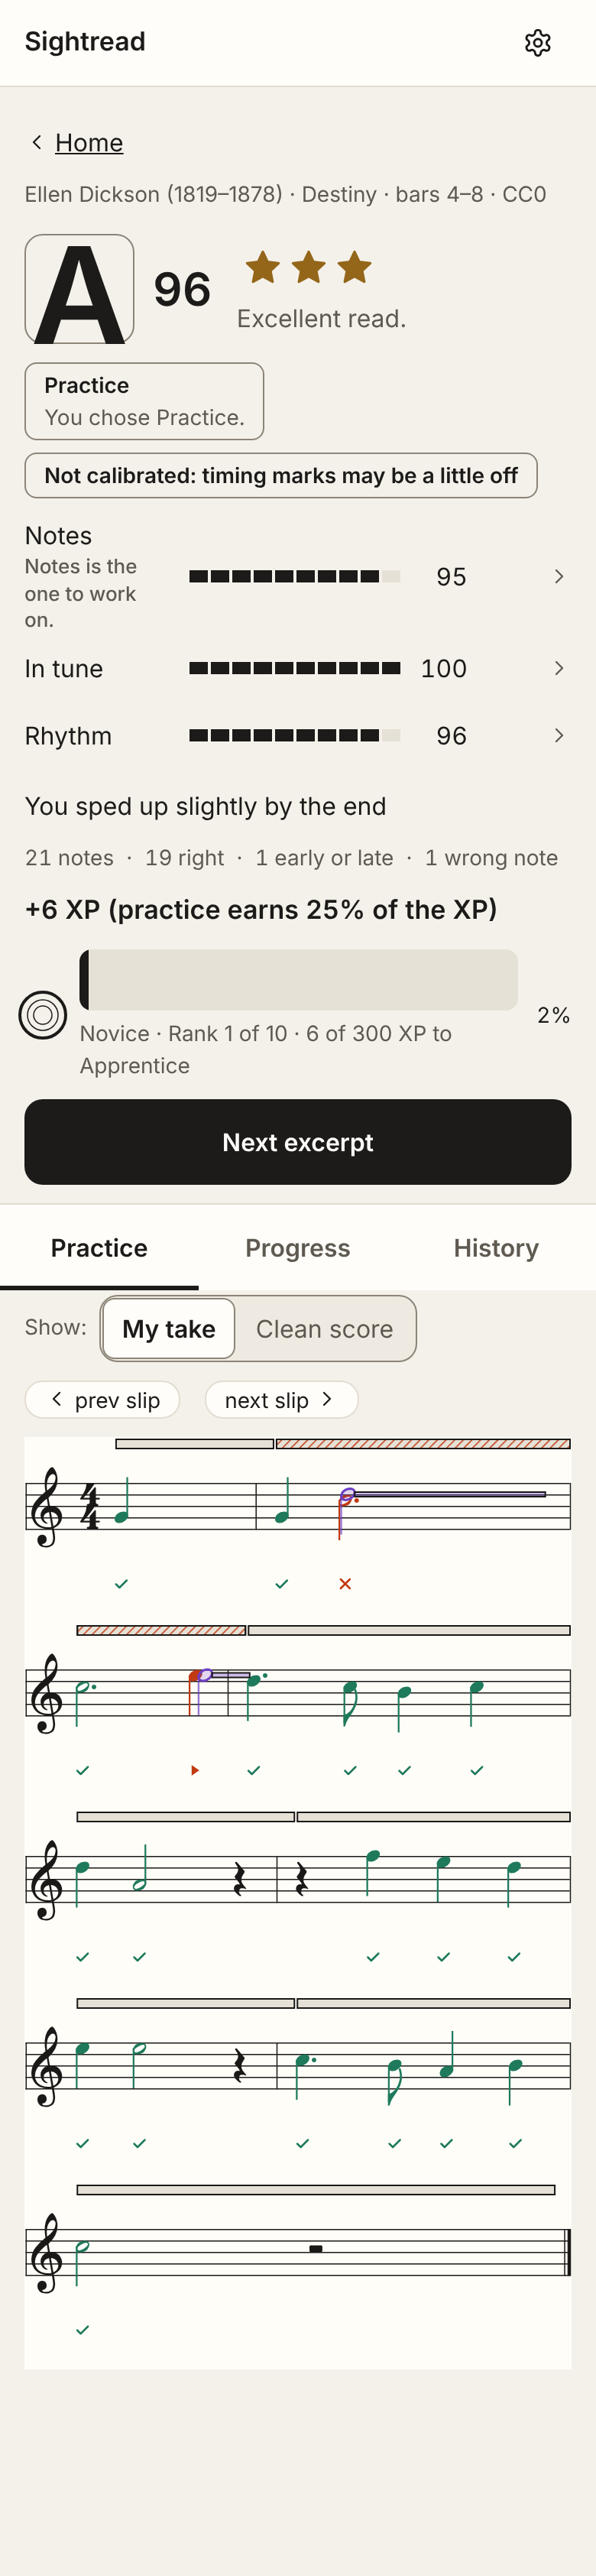 Sightread
Home
Ellen Dickson (1819–1878) · Destiny · bars 4–8 · CC0
A
96
Excellent read.
Practice
You chose Practice.
Not calibrated: timing marks may be a little off
Notes
Notes is the
one to work
on.
95
In tune
100
Rhythm
96
You sped up slightly by the end
21 notes · 19 right · 1 early or late · 1 wrong note
+6 XP (practice earns 25% of the XP)
2%
Novice · Rank 1 of 10 · 6 of 300 XP to
Apprentice
Next excerpt
Practice Progress History
Show: My take Clean score
prev slip next slip
4
4